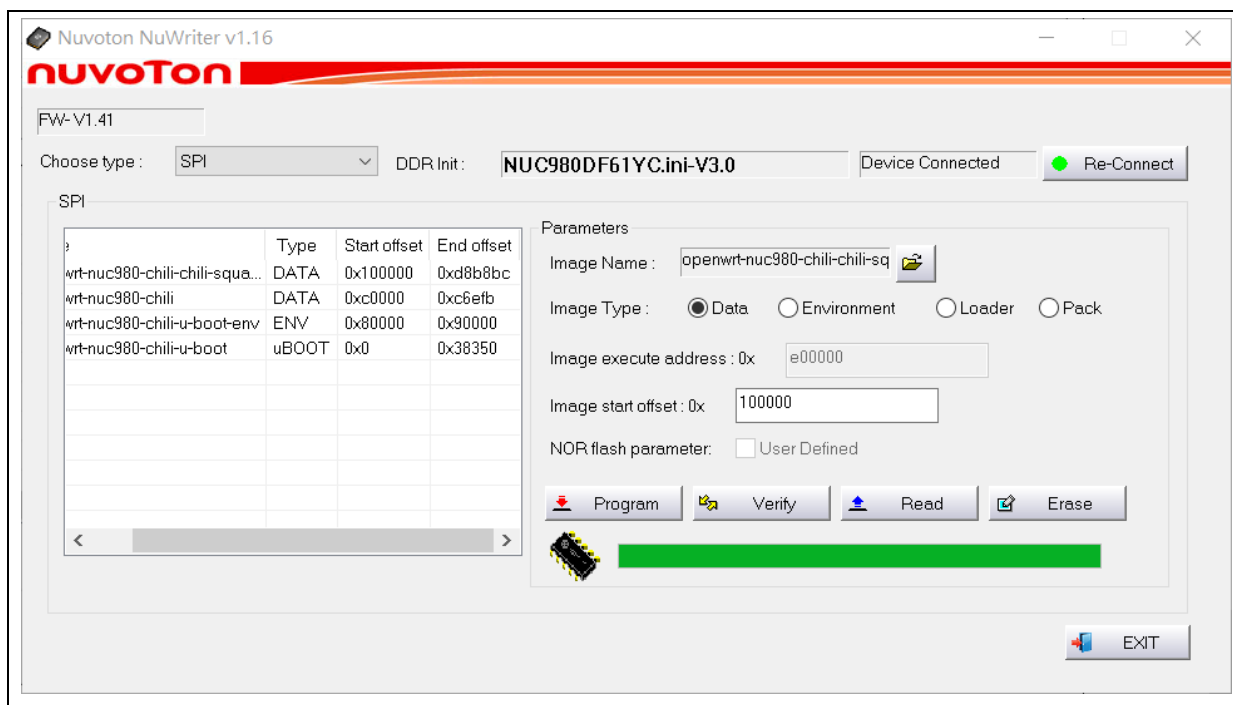 Nuvoton NuWriter v1.16
nuvoTon
FW- V1.41
Choose type : SPI DDR Init : NUC980DF61YC.ini-V3.0 Device Connected Re-Connect
SPI
Type Start offset End offset
wrt-nuc980-chili-chili-squa... DATA 0x100000 0xd8b8bc
wrt-nuc980-chili DATA 0xc0000 0xc6efb
wrt-nuc980-chili-u-boot-env ENV 0x80000 0x90000
wrt-nuc980-chili-u-boot uBOOT 0x0 0x38350
Parameters
Image Name : openwrt-nuc980-chili-chili-sq
Image Type : Data Environment Loader Pack
Image execute address : 0x e00000
Image start offset : 0x 100000
NOR flash parameter: User Defined
Program Verify Read Erase
EXIT